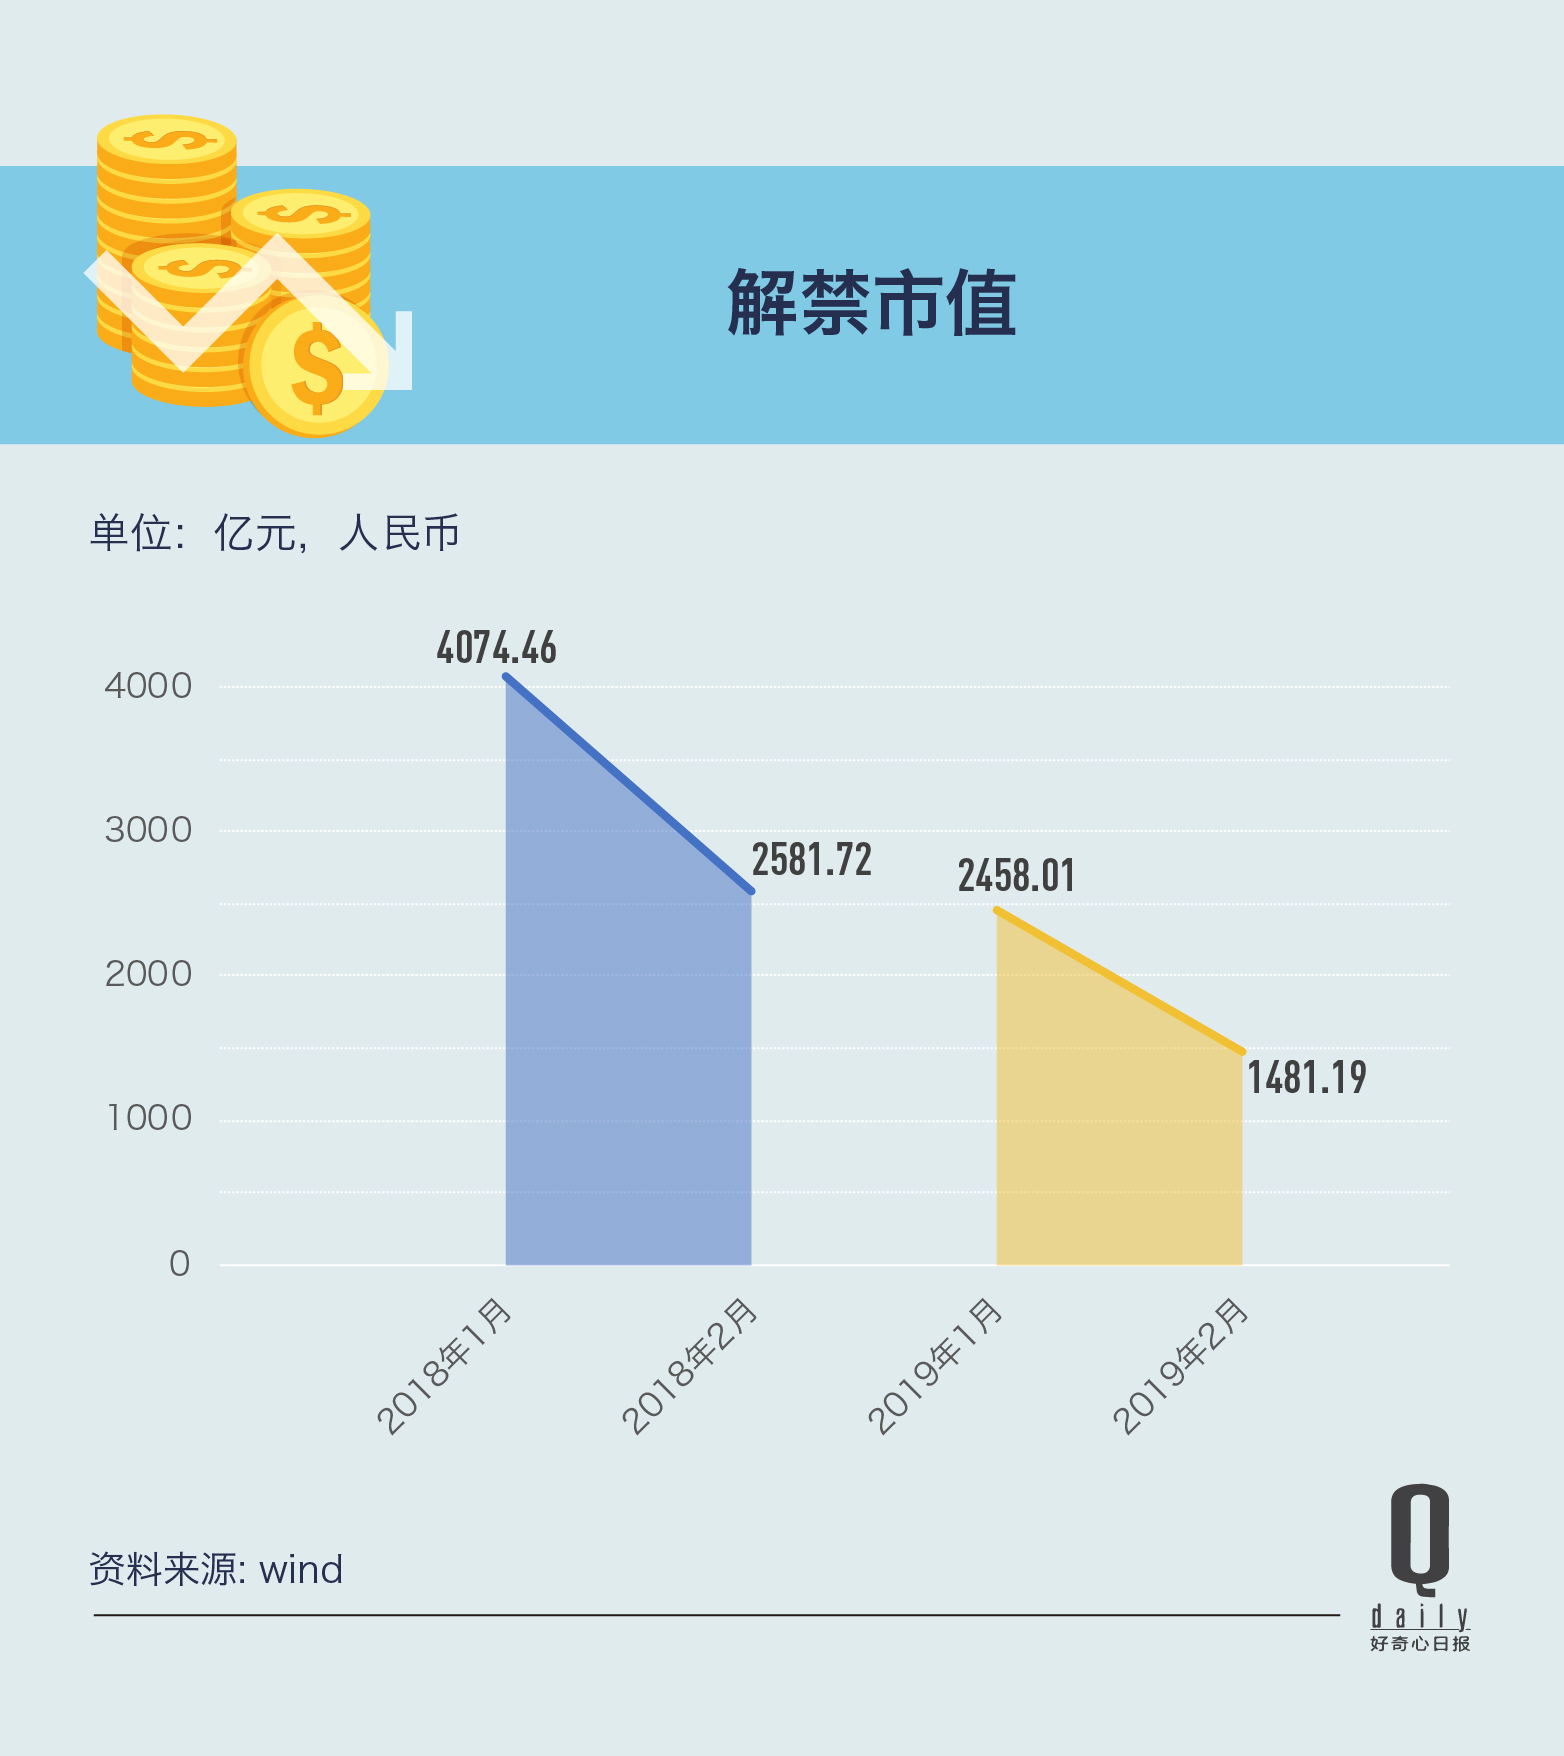 解禁市值
单位：亿元，人民币
4074.46
4000
3000
2581.72
2458.01
2000
1481.19
1000
0
2018年1月
2018年2月
2019年1月
2019年2月
资料来源: wind
Q
daily
好奇心日报